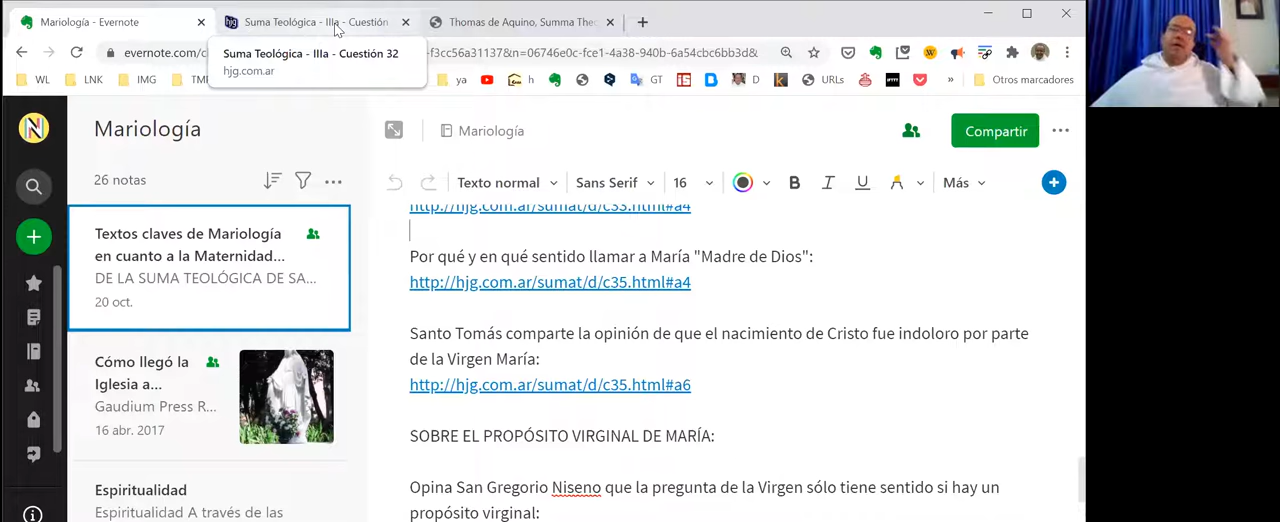 Mariología - Evernote
Suma Teológica - IIIa - Cuestión
Thomas de Aquino, Summa Theo
evernote.com/cl
f3cc56a31137&n=06746e0c-fce1-4a38-940b-6a54cbc6bb3d&
Suma Teológica - IIIa - Cuestión 32
hjg.com.ar
WL
LNK
IMG
TMP
ya
h
GT
D
URLs
Otros marcadores
Mariología
26 notas
Textos claves de Mariología
en cuanto a la Maternidad...
DE LA SUMA TEOLÓGICA DE SA...
20 oct.
Cómo llegó la
Iglesia a...
Gaudium Press R...
16 abr. 2017
Espiritualidad
Espiritualidad A través de las
Mariología
Compartir
Texto normal
Sans Serif
16
B
I
U
A
Más
http://hjg.com.ar/sumat/d/c33.html#a4
Por qué y en qué sentido llamar a María "Madre de Dios":
http://hjg.com.ar/sumat/d/c35.html#a4
Santo Tomás comparte la opinión de que el nacimiento de Cristo fue indoloro por parte
de la Virgen María:
http://hjg.com.ar/sumat/d/c35.html#a6
SOBRE EL PROPÓSITO VIRGINAL DE MARÍA:
Opina San Gregorio Niseno que la pregunta de la Virgen sólo tiene sentido si hay un
propósito virginal: